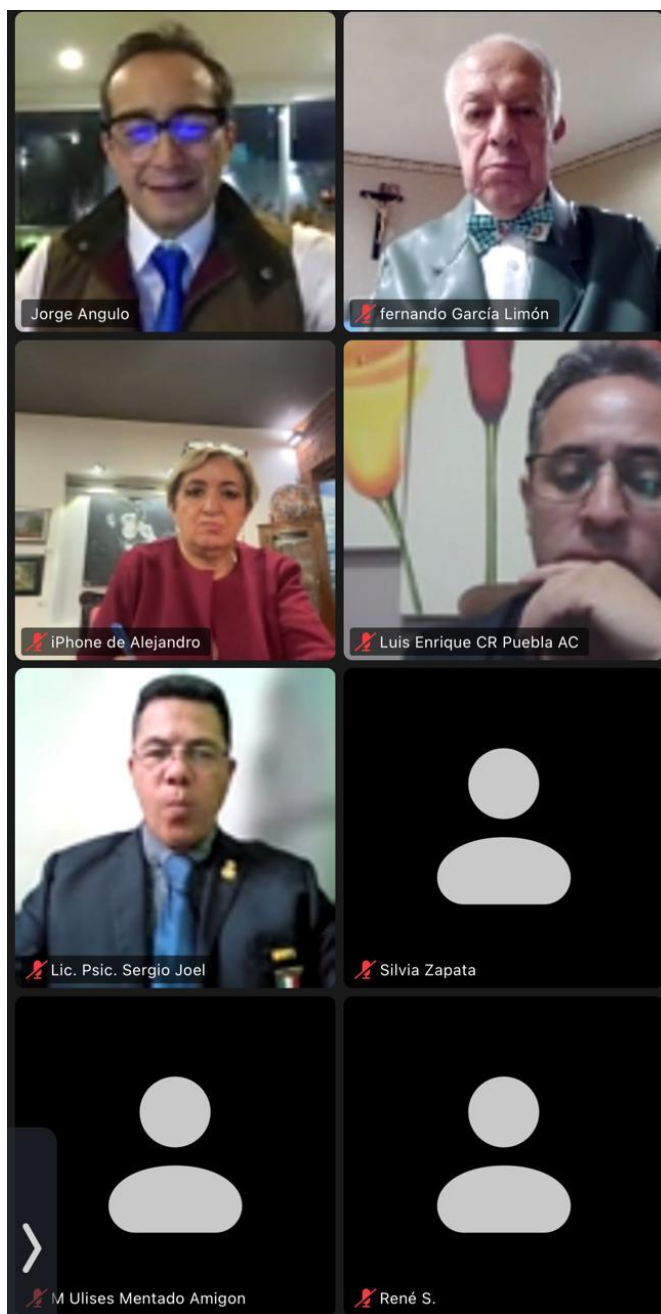 Jorge Angulo
fernando García Limón
iPhone de Alejandro
Luis Enrique CR Puebla AC
Lic. Psic. Sergio Joel
Silvia Zapata
M Ulises Mentado Amigon
René S.